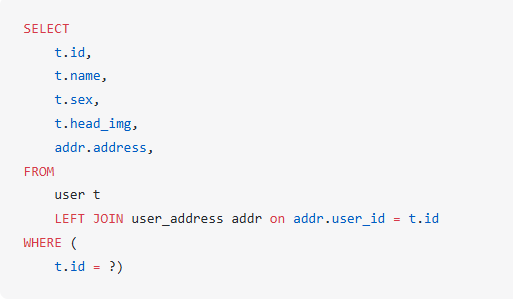 SELECT
    t.id,
    t.name,
    t.sex,
    t.head_img,
    addr.address,
FROM
    user t
    LEFT JOIN user_address addr on addr.user_id = t.id
WHERE (
    t.id = ?)